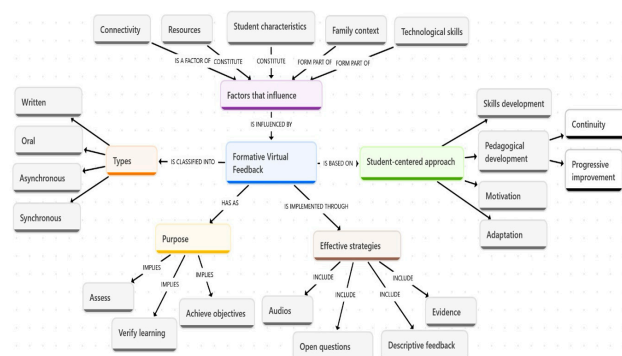 Connectivity
Resources
Student characteristics
Family context
Technological skills
IS A FACTOR OF
CONSTITUTE
CONSTITUTE
FORM PART OF
FORM PART OF
Factors that influence
IS INFLUENCED BY
Written
Oral
Asynchronous
Synchronous
Types
IS CLASSIFIED INTO
Formative Virtual
Feedback
IS BASED ON
Student-centered approach
Skills development
Pedagogical
development
Motivation
Adaptation
Continuity
Progressive
improvement
HAS AS
IS IMPLEMENTED THROUGH
Purpose
Effective strategies
IMPLIES
IMPLIES
IMPLIES
Assess
Verify learning
Achieve objectives
INCLUDE
INCLUDE
INCLUDE
INCLUDE
Audios
Open questions
Descriptive feedback
Evidence